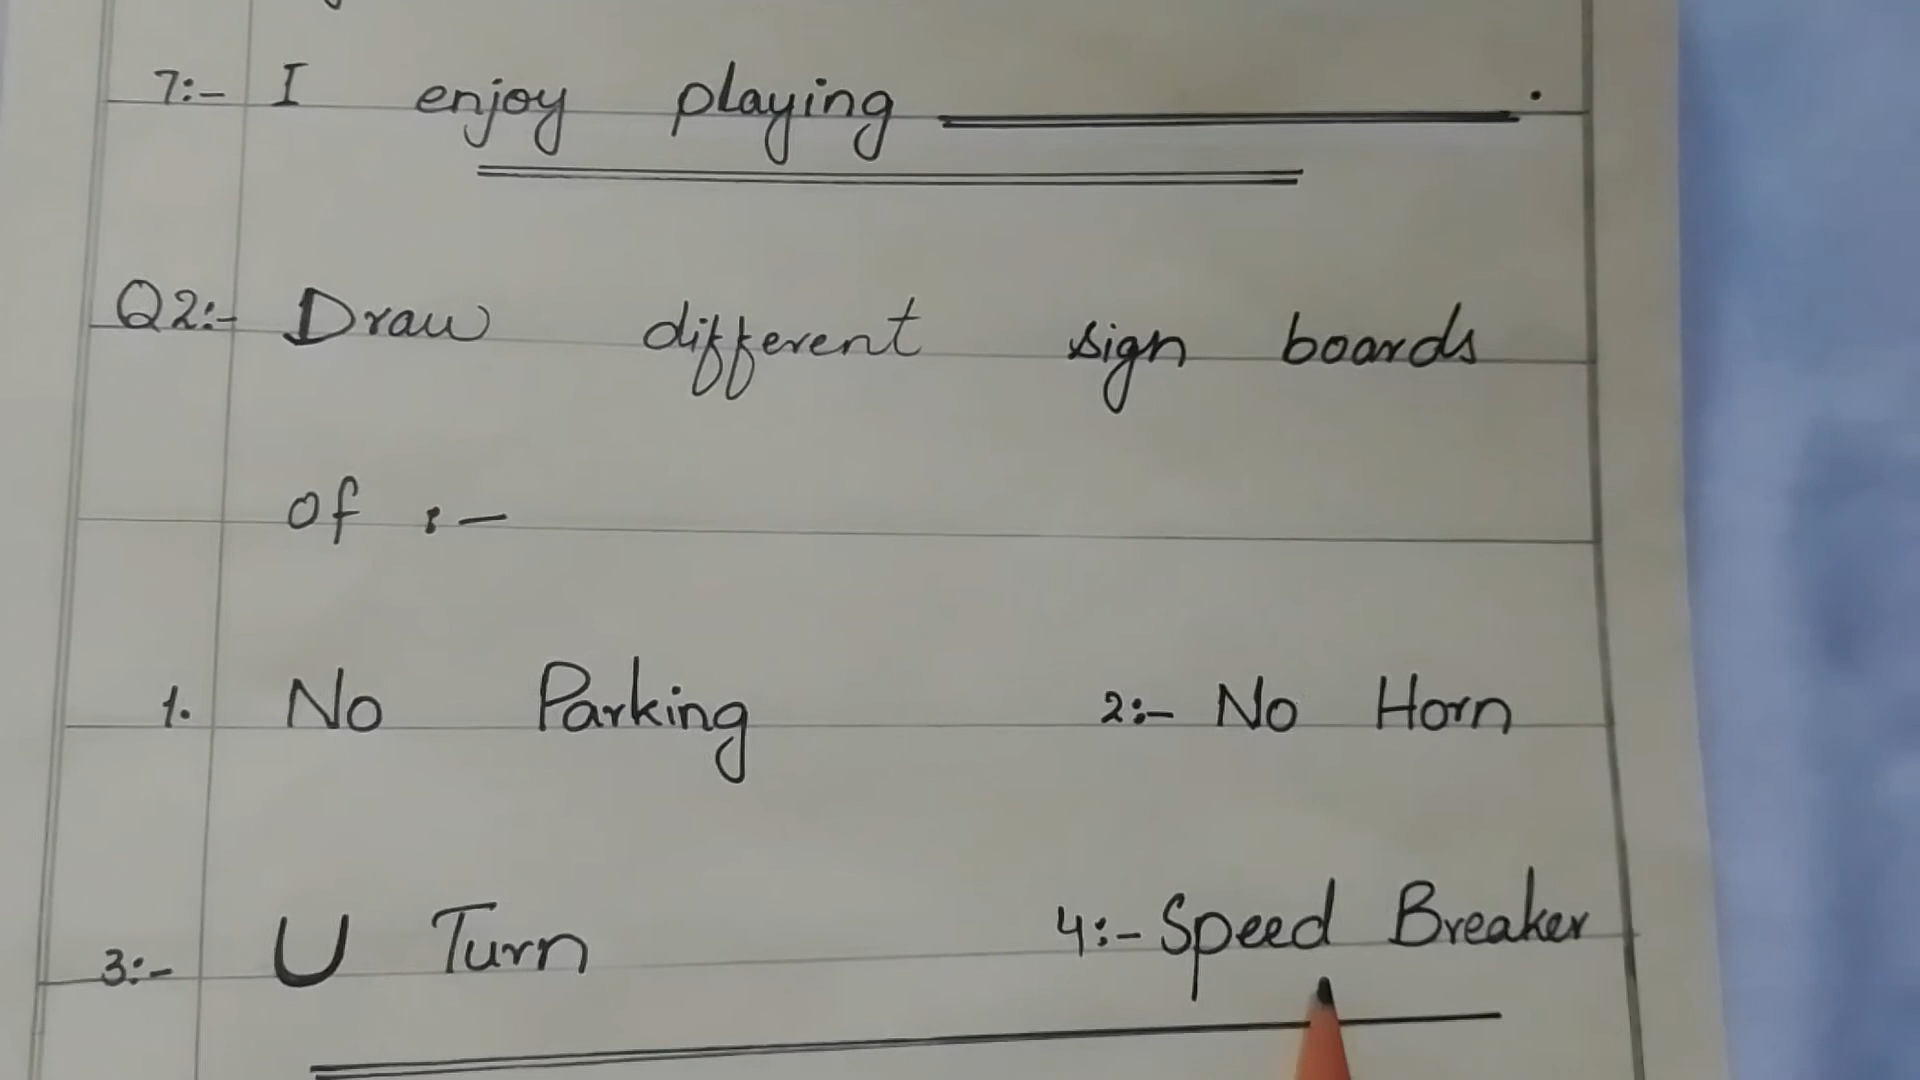 7:- I enjoy playing ________.
Q2:- Draw different sign boards
of :-
1. No Parking 2:- No Horn
3:- U Turn 4:- Speed Breaker